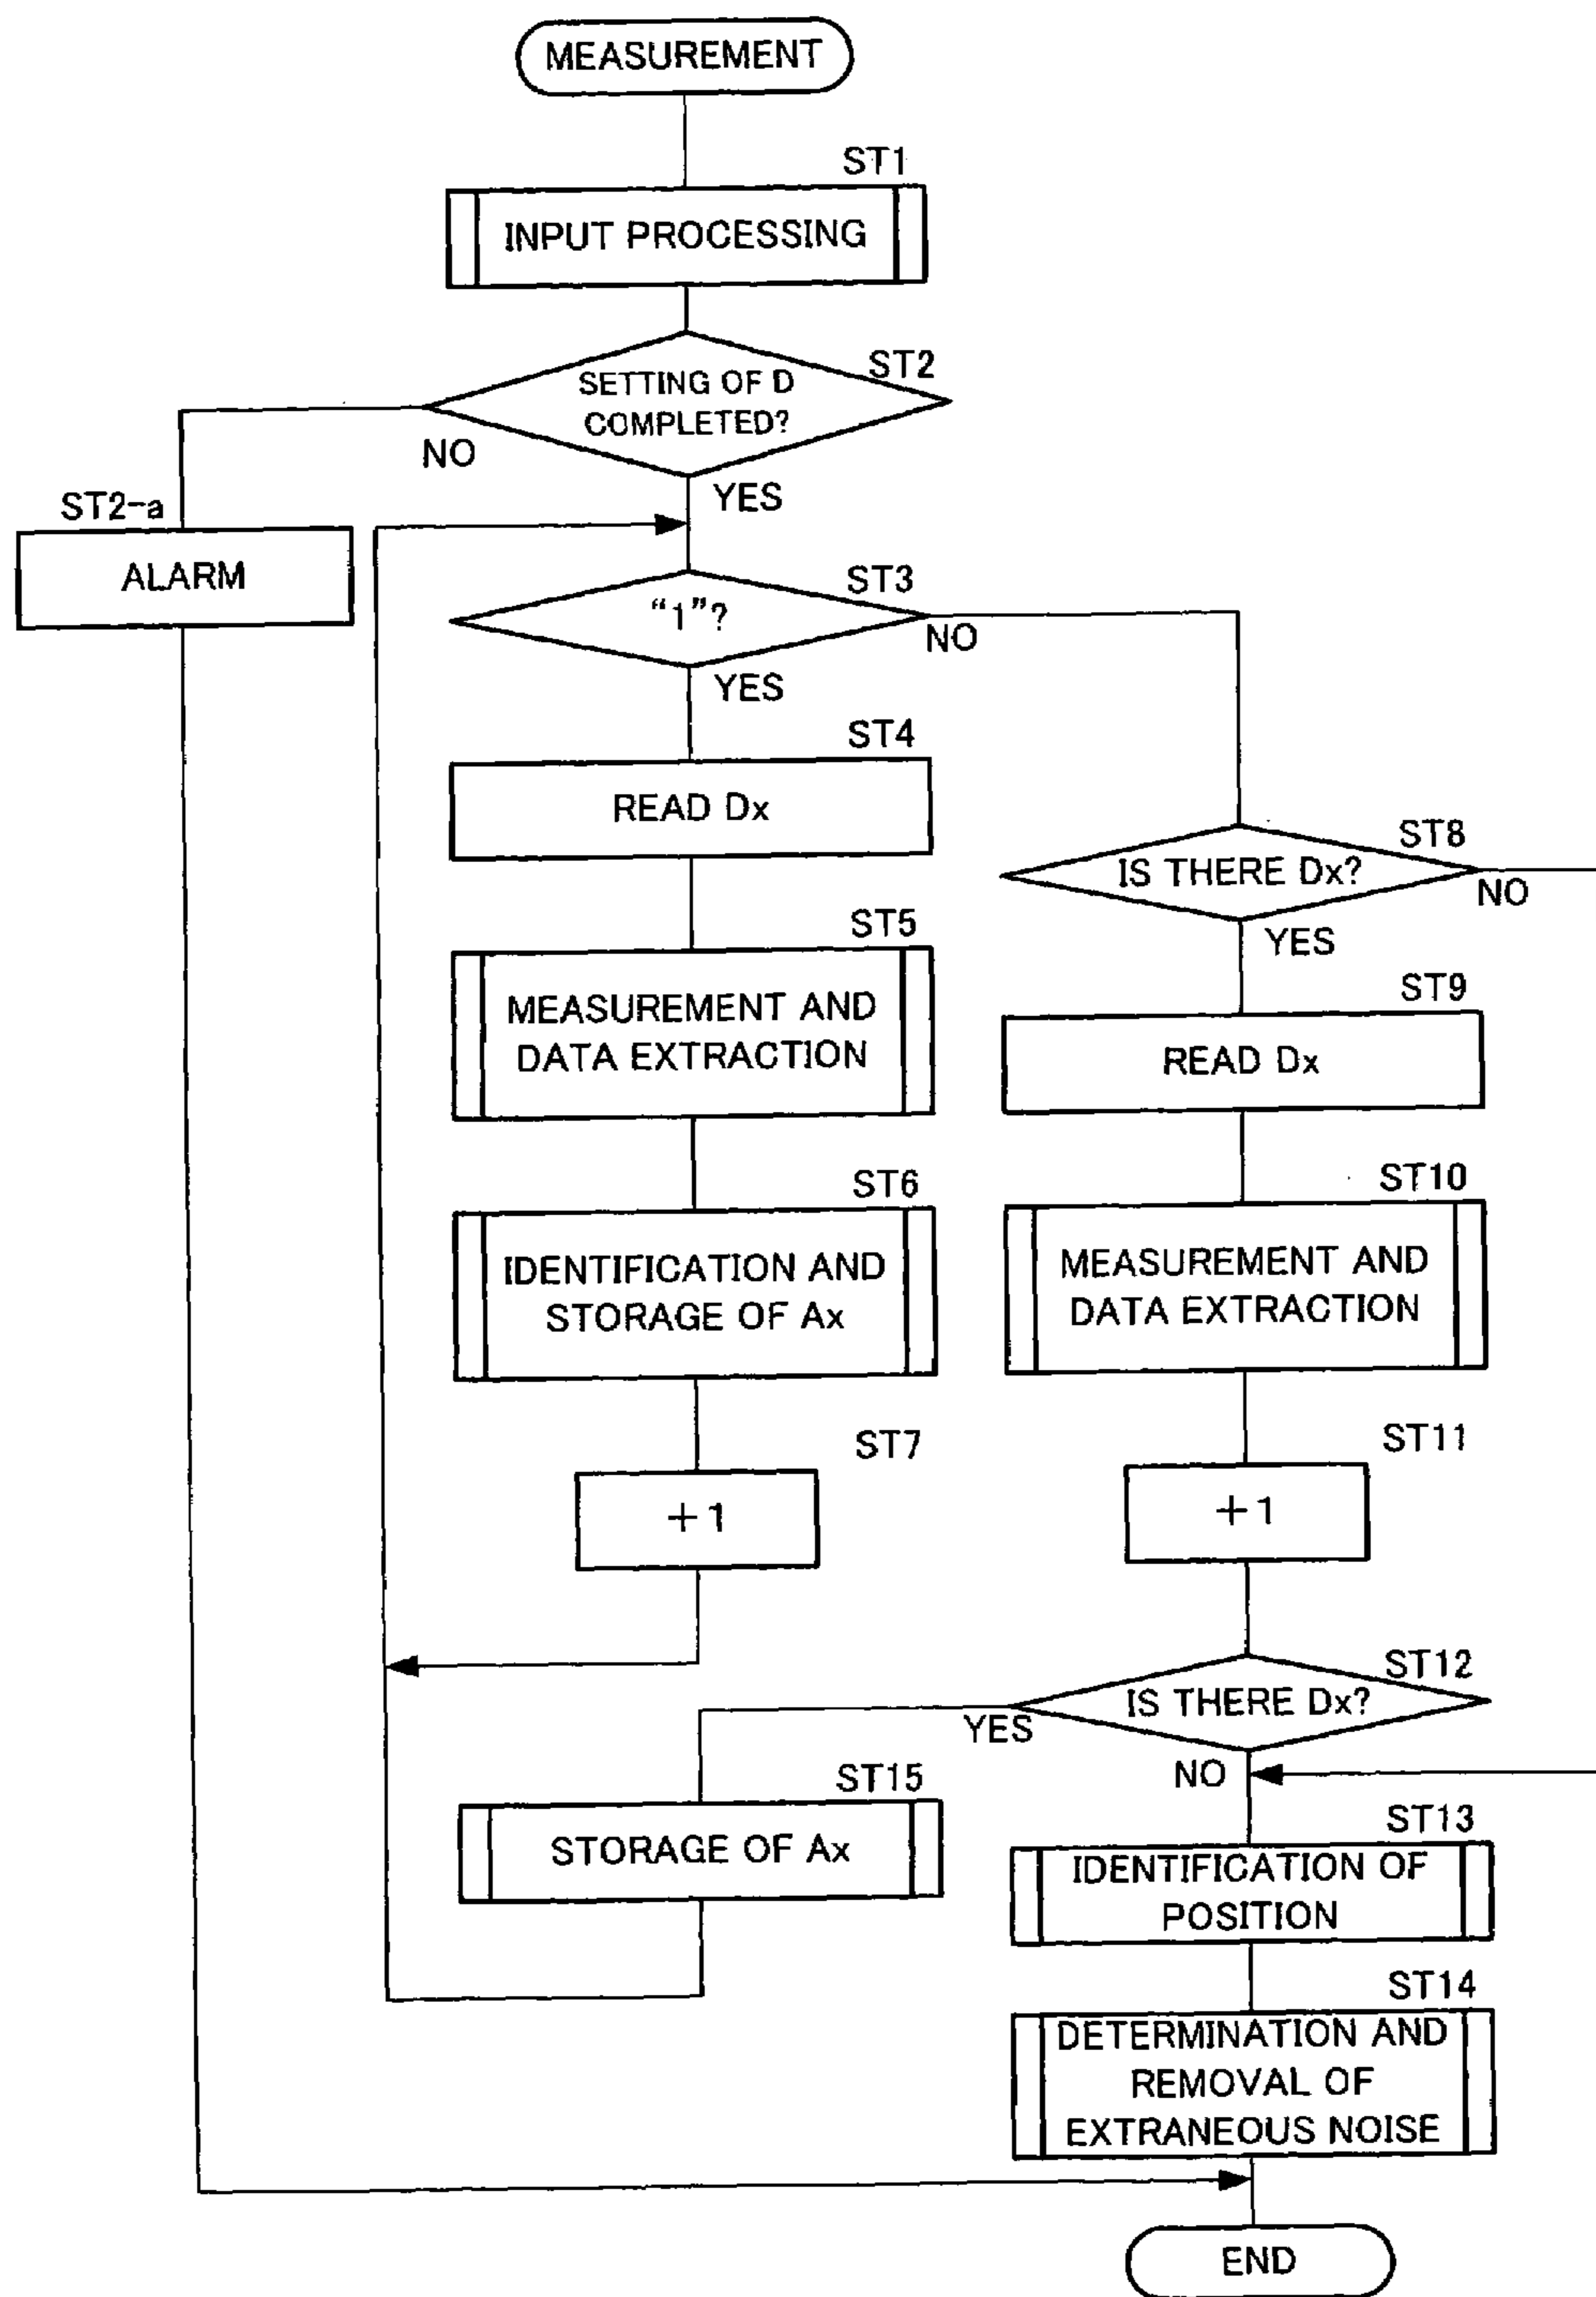 MEASUREMENT
ST1
INPUT PROCESSING
ST2
SETTING OF D
COMPLETED?
NO
YES
ST2-a
ALARM
ST3
“1”?
NO
YES
ST4
READ Dx
ST8
IS THERE Dx?
NO
YES
ST5
MEASUREMENT AND
DATA EXTRACTION
ST9
READ Dx
ST6
IDENTIFICATION AND
STORAGE OF Ax
ST10
MEASUREMENT AND
DATA EXTRACTION
ST7
+1
ST11
+1
ST12
IS THERE Dx?
YES
NO
ST15
STORAGE OF Ax
ST13
IDENTIFICATION OF
POSITION
ST14
DETERMINATION AND
REMOVAL OF
EXTRANEOUS NOISE
END